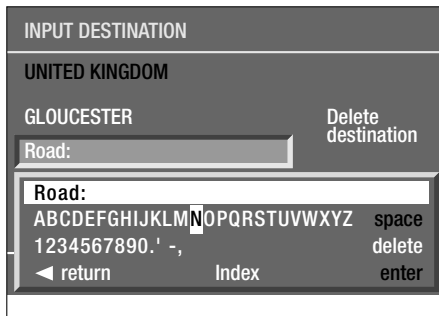 INPUT DESTINATION
UNITED KINGDOM
GLOUCESTER
Delete
destination
Road:
Road:
ABCDEFGHIJKLMNOPQRSTUVWXYZ space
1234567890.' -, delete
◄ return Index enter